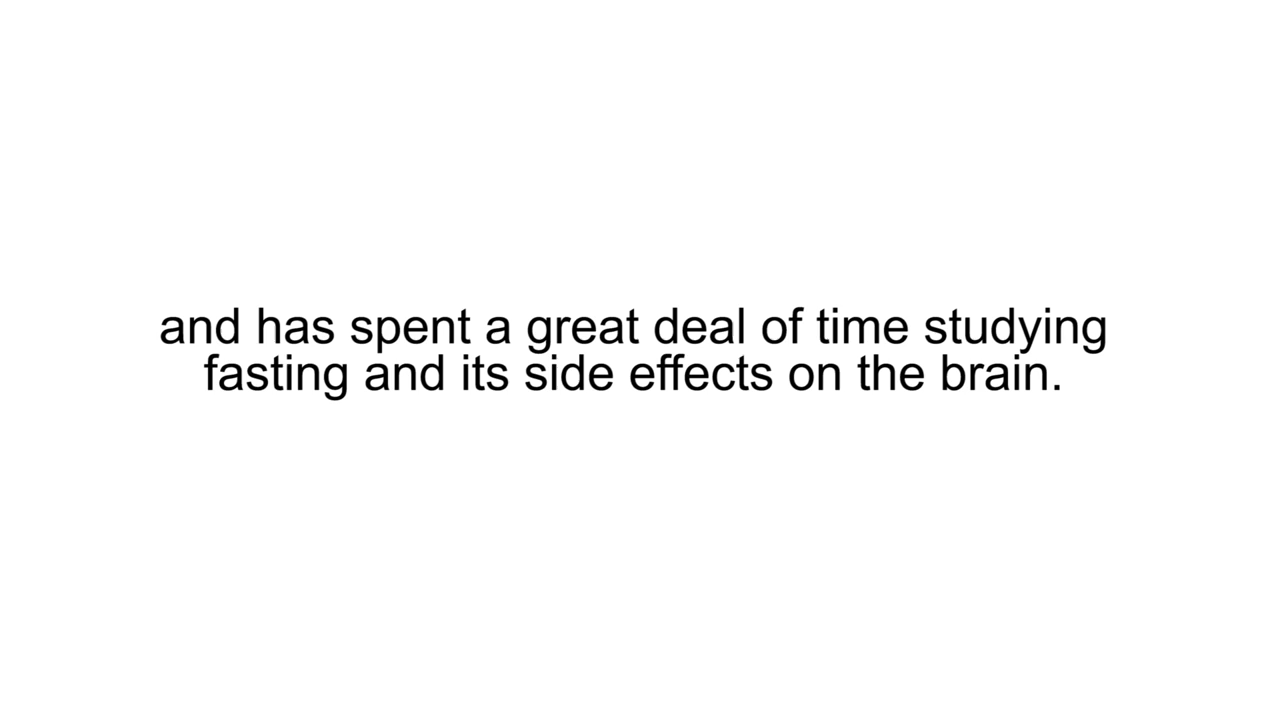 and has spent a great deal of time studying
fasting and its side effects on the brain.